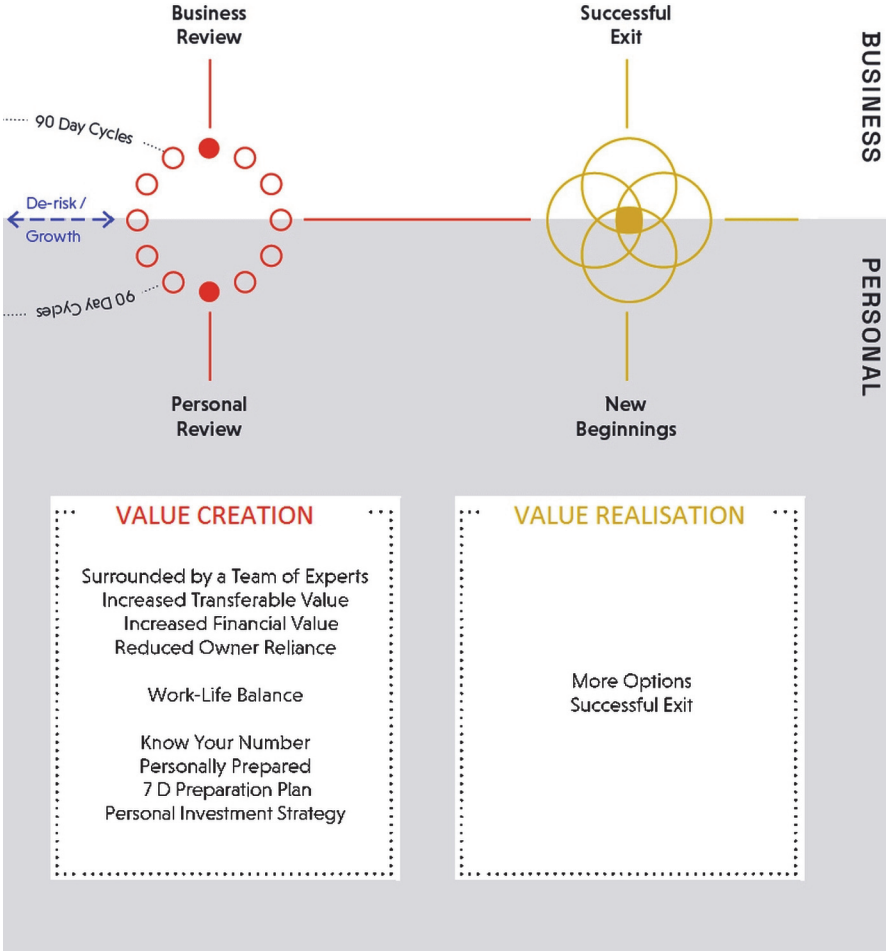 Business
Review
Successful
Exit
BUSINESS
90 Day Cycles
De-risk /
Growth
90 Day Cycles
PERSONAL
Personal
Review
New
Beginnings
VALUE CREATION
Surrounded by a Team of Experts
Increased Transferable Value
Increased Financial Value
Reduced Owner Reliance
Work-Life Balance
Know Your Number
Personally Prepared
7 D Preparation Plan
Personal Investment Strategy
VALUE REALISATION
More Options
Successful Exit